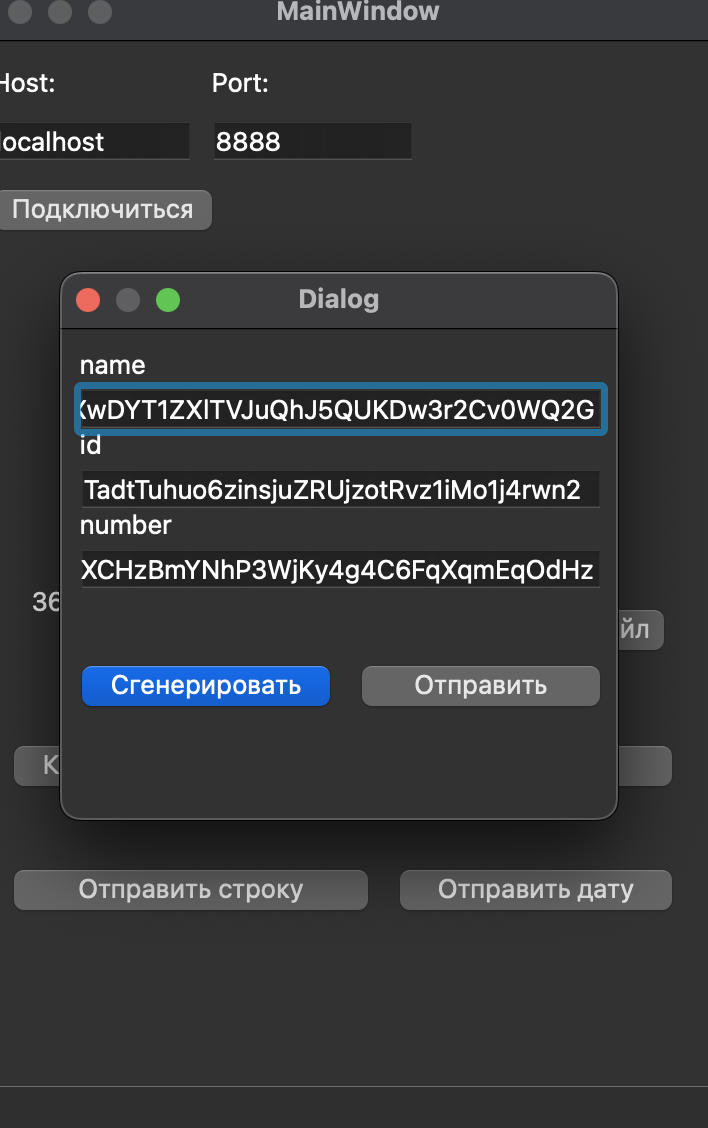 MainWindow
Host:
Port:
localhost
8888
Подключиться
Dialog
name
XwDYT1ZXlTVJuQhJ5QUKDw3r2Cv0WQ2G
id
TadtTuhuo6zinsjuZRUjzotRvz1iMo1j4rwn2
number
XCHzBmYNhP3WjKy4g4C6FqXqmEqOdHz
36
йл
Сгенерировать
Отправить
К
Отправить строку
Отправить дату